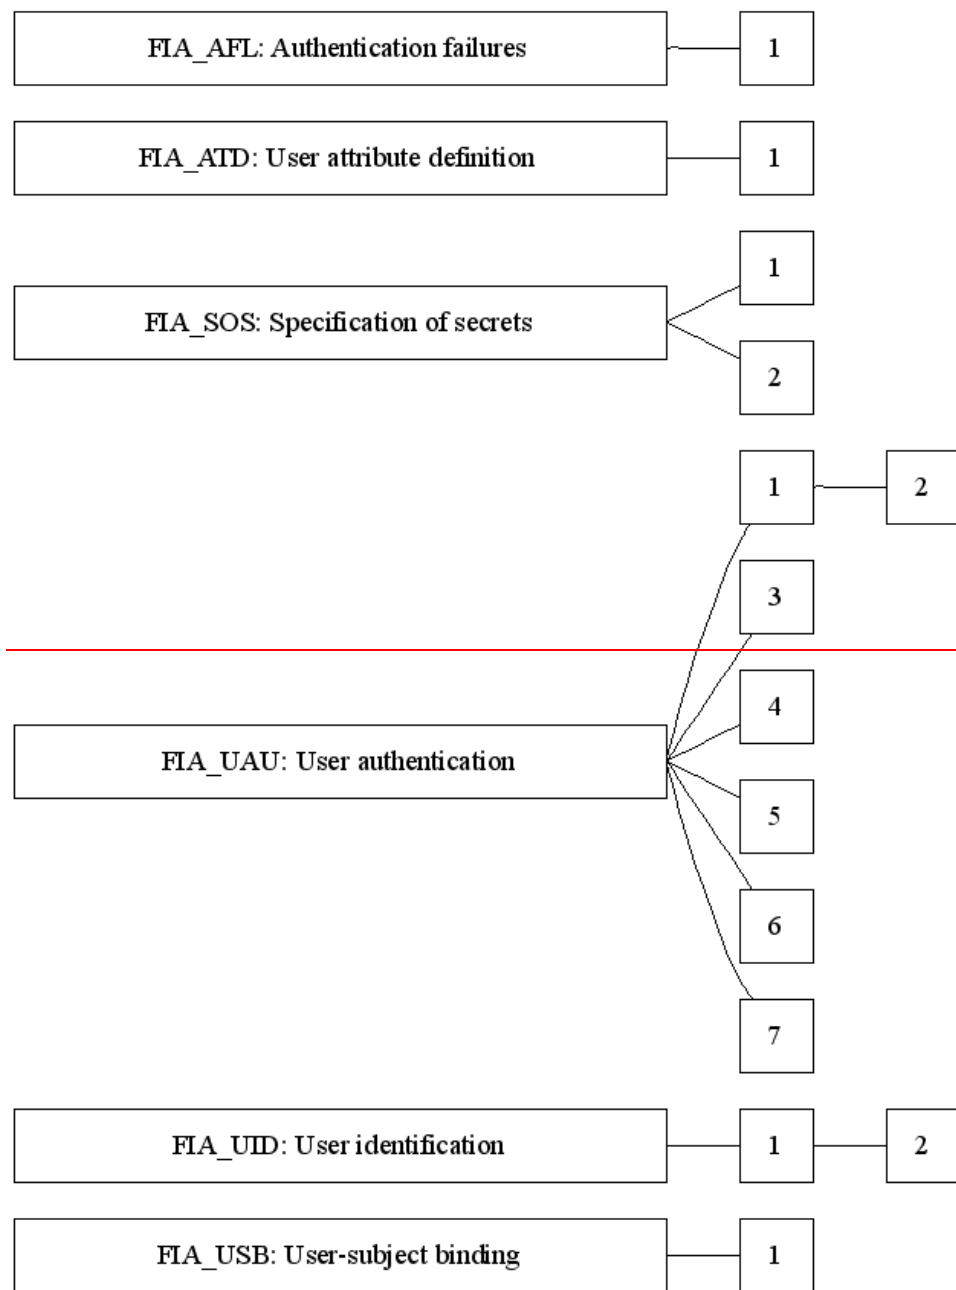 FIA_AFL: Authentication failures 1
FIA_ATD: User attribute definition 1
1
FIA_SOS: Specification of secrets
2
1 2
3
4
FIA_UAU: User authentication
5
6
7
FIA_UID: User identification 1 2
FIA_USB: User-subject binding 1